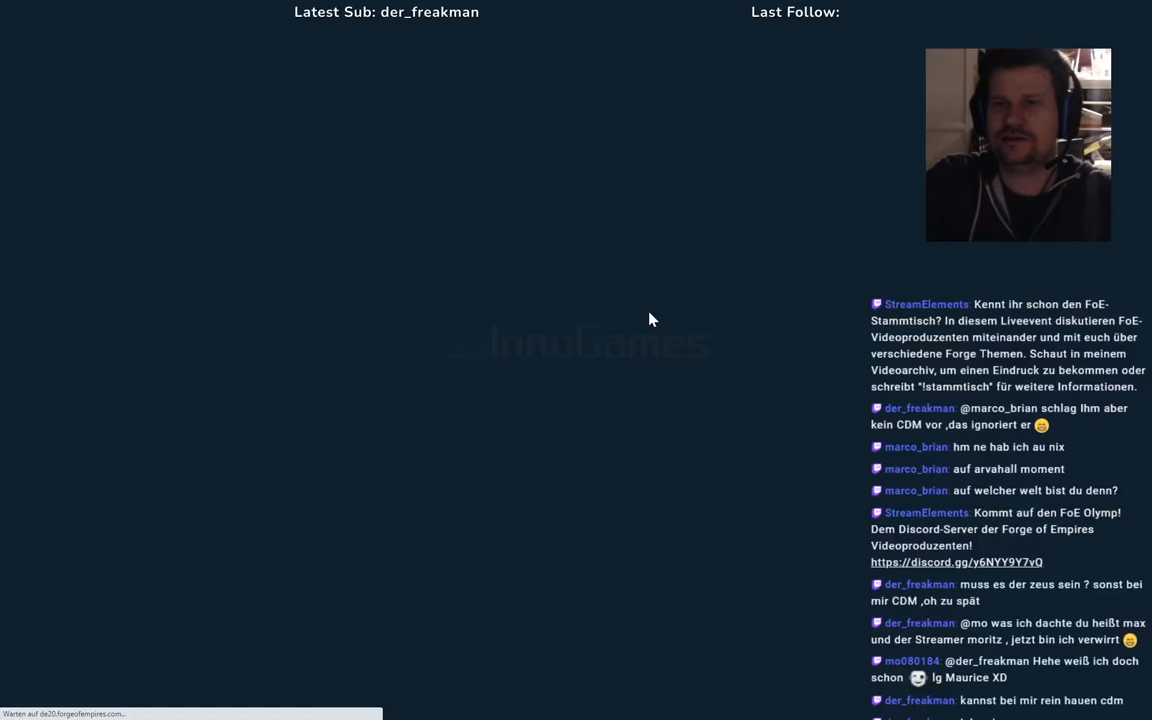 Latest Sub: der_freakman
Last Follow:
InnoGames
StreamElements: Kennt ihr schon den FoE-
Stammtisch? In diesem Liveevent diskutieren FoE-
Videoproduzenten miteinander und mit euch über
verschiedene Forge Themen. Schaut in meinem
Videoarchiv, um einen Eindruck zu bekommen oder
schreibt "!stammtisch" für weitere Informationen.
der_freakman: @marco_brian schlag Ihm aber
kein CDM vor ,das ignoriert er
marco_brian: hm ne hab ich au nix
marco_brian: auf arvahall moment
marco_brian: auf welcher welt bist du denn?
StreamElements: Kommt auf den FoE Olymp!
Dem Discord-Server der Forge of Empires
Videoproduzenten!
https://discord.gg/y6NYY9Y7vQ
der_freakman: muss es der zeus sein ? sonst bei
mir CDM ,oh zu spät
der_freakman: @mo was ich dachte du heißt max
und der Streamer moritz , jetzt bin ich verwirrt
mo080184: @der_freakman Hehe weiß ich doch
schon lg Maurice XD
der_freakman: kannst bei mir rein hauen cdm
Warten auf de20.forgeofempires.com...